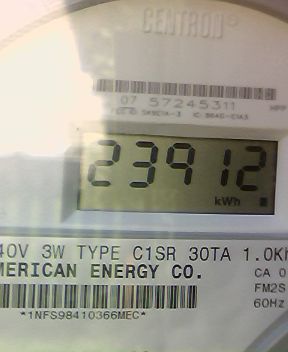 CENTRON®
07 57245311
23912
kWh
40V 3W TYPE C1SR 30TA 1.0Kh
MERICAN ENERGY CO.
CA 0
FM2S
60Hz
*1NFS98410366MEC*